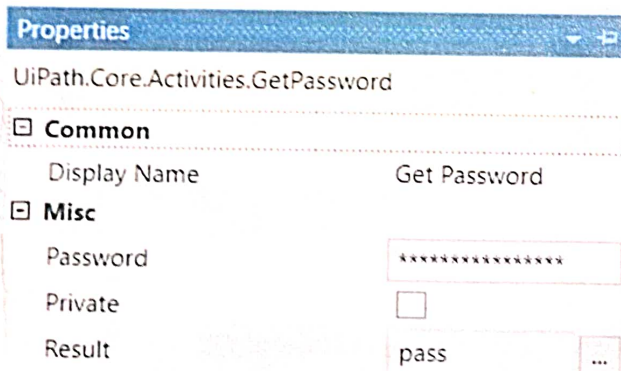 Properties
UiPath.Core.Activities.GetPassword
Common
Display Name Get Password
Misc
Password ****************
Private
Result pass ...